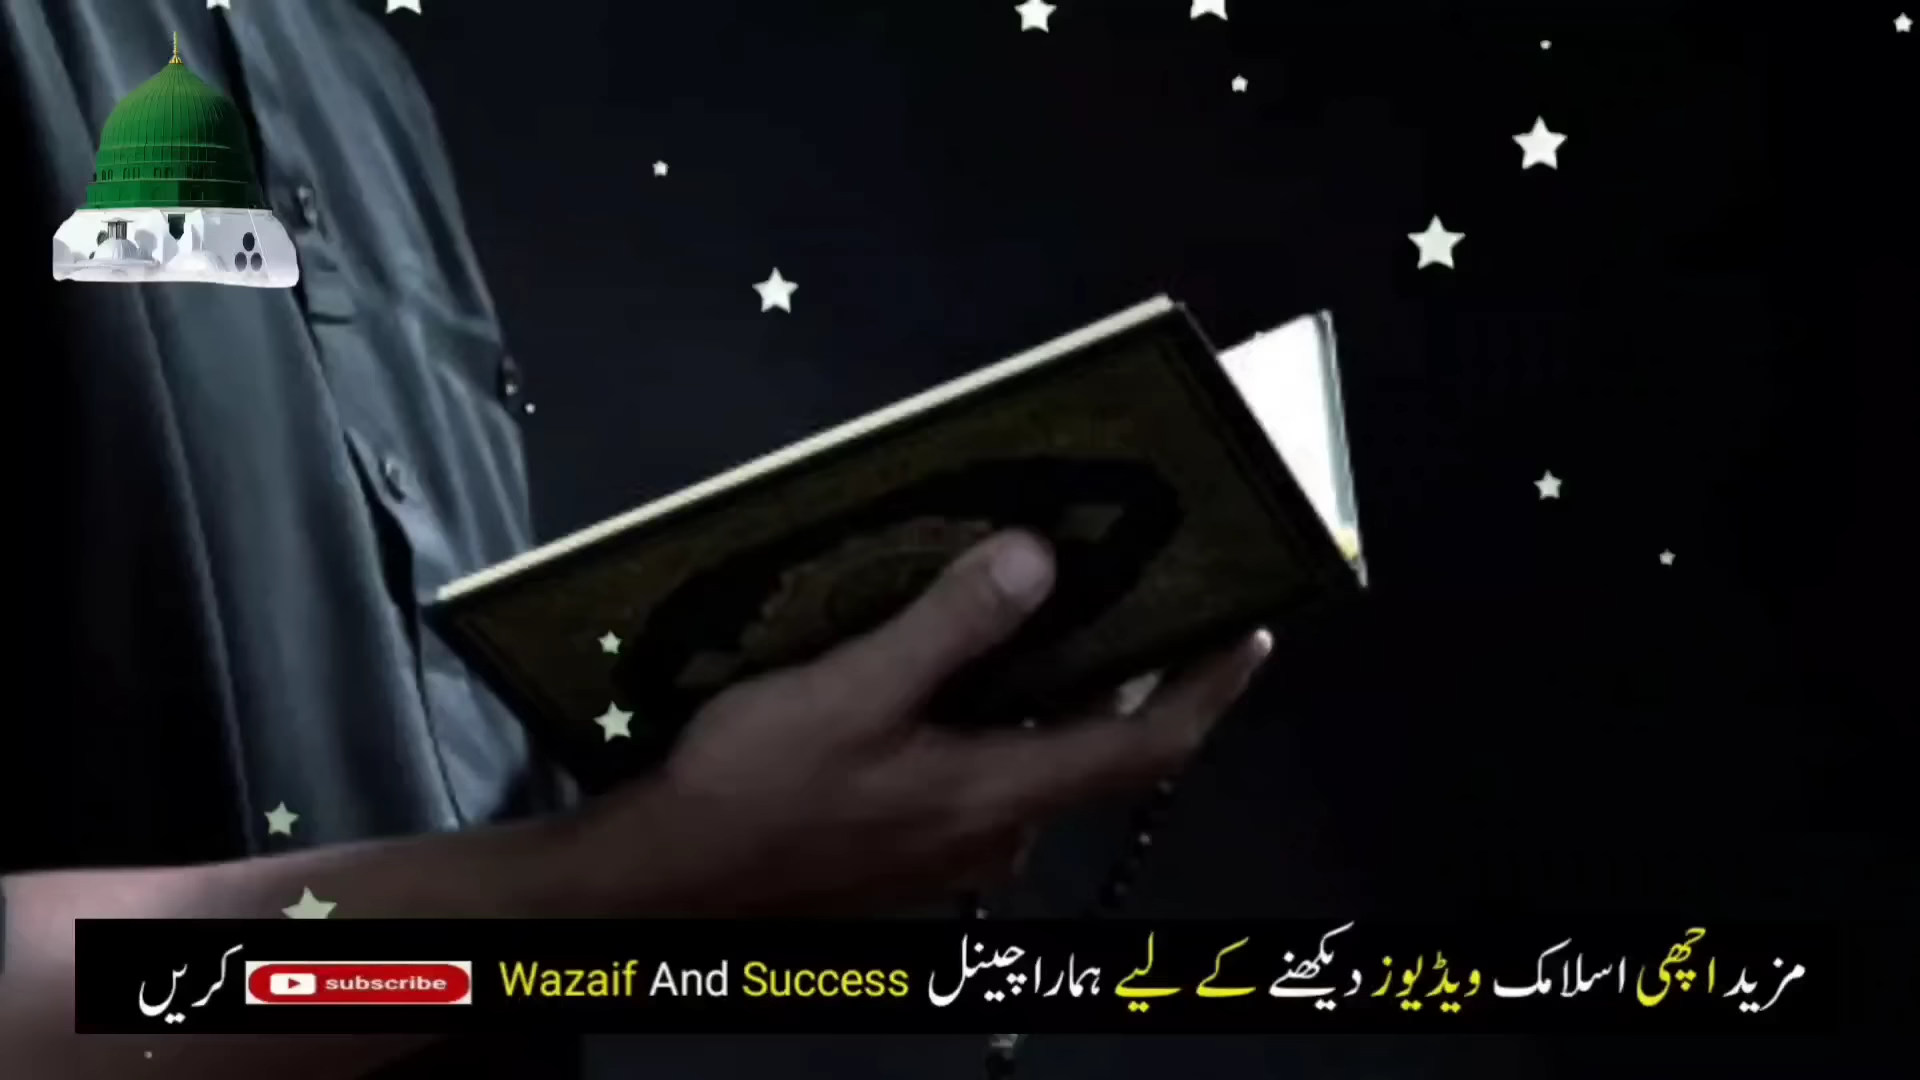 مزید اچھی اسلامک ویڈیوز دیکھنے کے لیے ہمارا چینل Wazaif And Success subscribe کریں